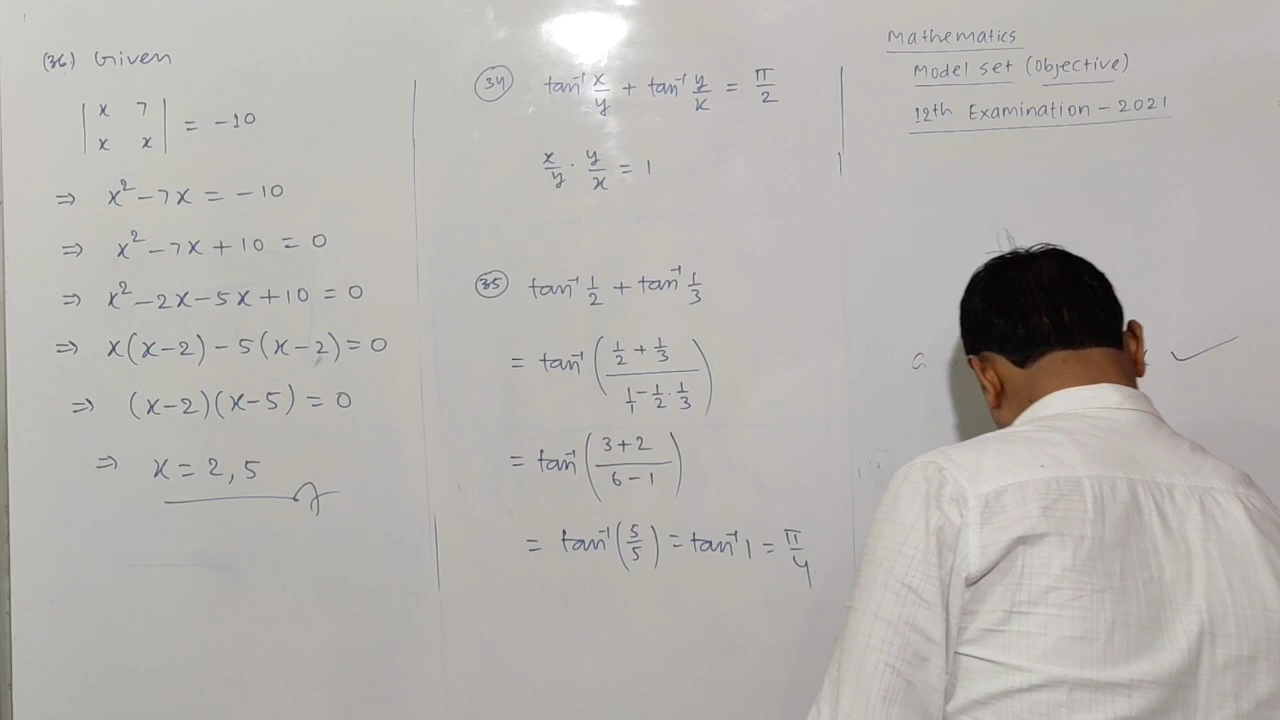 (36) Given
| x 7 |
| x x | = -10
⇒ x² - 7x = -10
⇒ x² - 7x + 10 = 0
⇒ x² - 2x - 5x + 10 = 0
⇒ x(x-2) - 5(x-2) = 0
⇒ (x-2)(x-5) = 0
⇒ x = 2, 5
(34) tan⁻¹ x/y + tan⁻¹ y/x = π/2
x/y · y/x = 1
(35) tan⁻¹ 1/2 + tan⁻¹ 1/3
= tan⁻¹ ( (1/2 + 1/3) / (1/1 - 1/2 · 1/3) )
= tan⁻¹ ( (3+2) / (6-1) )
= tan⁻¹ (5/5) = tan⁻¹ 1 = π/4
Mathematics
Model set (Objective)
12th Examination - 2021
a